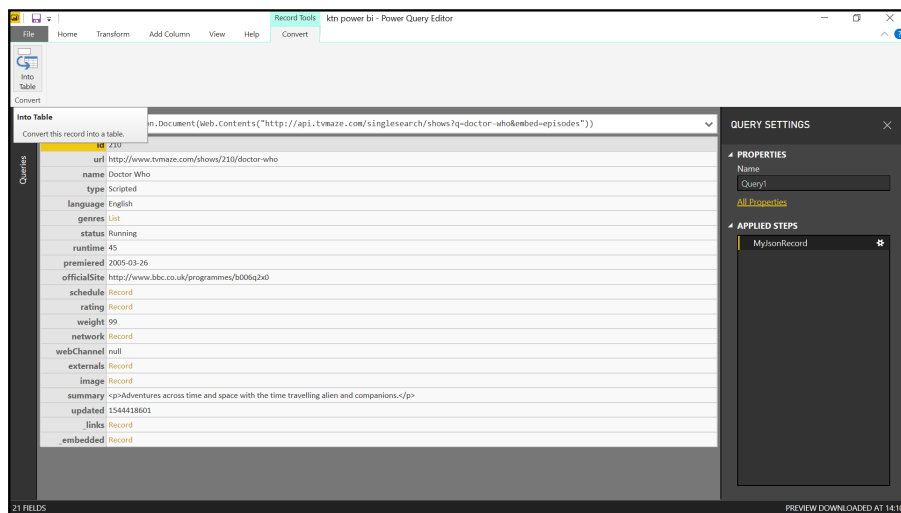 Record Tools ktn power bi - Power Query Editor
File Home Transform Add Column View Help Convert
Into
Table
Convert
Into Table
Convert this record into a table.
n.Document(Web.Contents("http://api.tvmaze.com/singlesearch/shows?q=doctor-who&embed=episodes"))
Queries
id 210
url http://www.tvmaze.com/shows/210/doctor-who
name Doctor Who
type Scripted
language English
genres List
status Running
runtime 45
premiered 2005-03-26
officialSite http://www.bbc.co.uk/programmes/b006q2x0
schedule Record
rating Record
weight 99
network Record
webChannel null
externals Record
image Record
summary <p>Adventures across time and space with the time travelling alien and companions.</p>
updated 1544418601
_links Record
_embedded Record
QUERY SETTINGS
PROPERTIES
Name
Query1
All Properties
APPLIED STEPS
MyJsonRecord
21 FIELDS PREVIEW DOWNLOADED AT 14:10